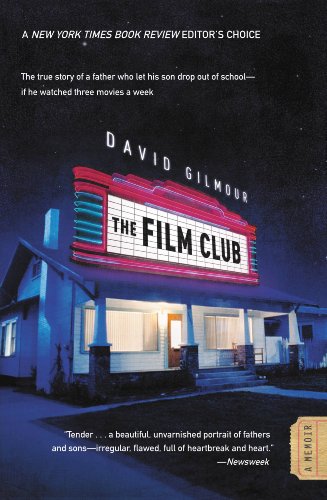 A NEW YORK TIMES BOOK REVIEW EDITOR'S CHOICE
The true story of a father who let his son drop out of school—
if he watched three movies a week
DAVID GILMOUR
THE FILM CLUB
"Tender . . . a beautiful, unvarnished portrait of fathers
and sons—irregular, flawed, full of heartbreak and heart."
—Newsweek
A MEMOIR